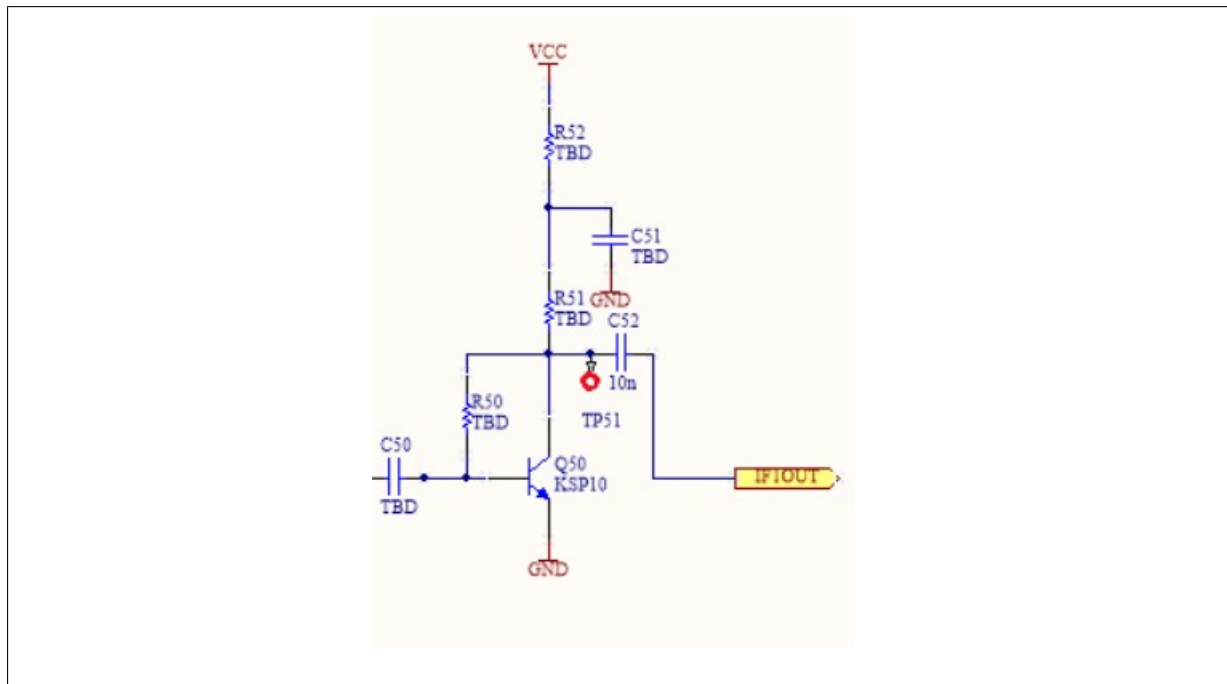 VCC
R52
TBD
C51
TBD
GND
R51
TBD
C52
10n
TP51
R50
TBD
C50
TBD
Q50
KSP10
IF1OUT
GND